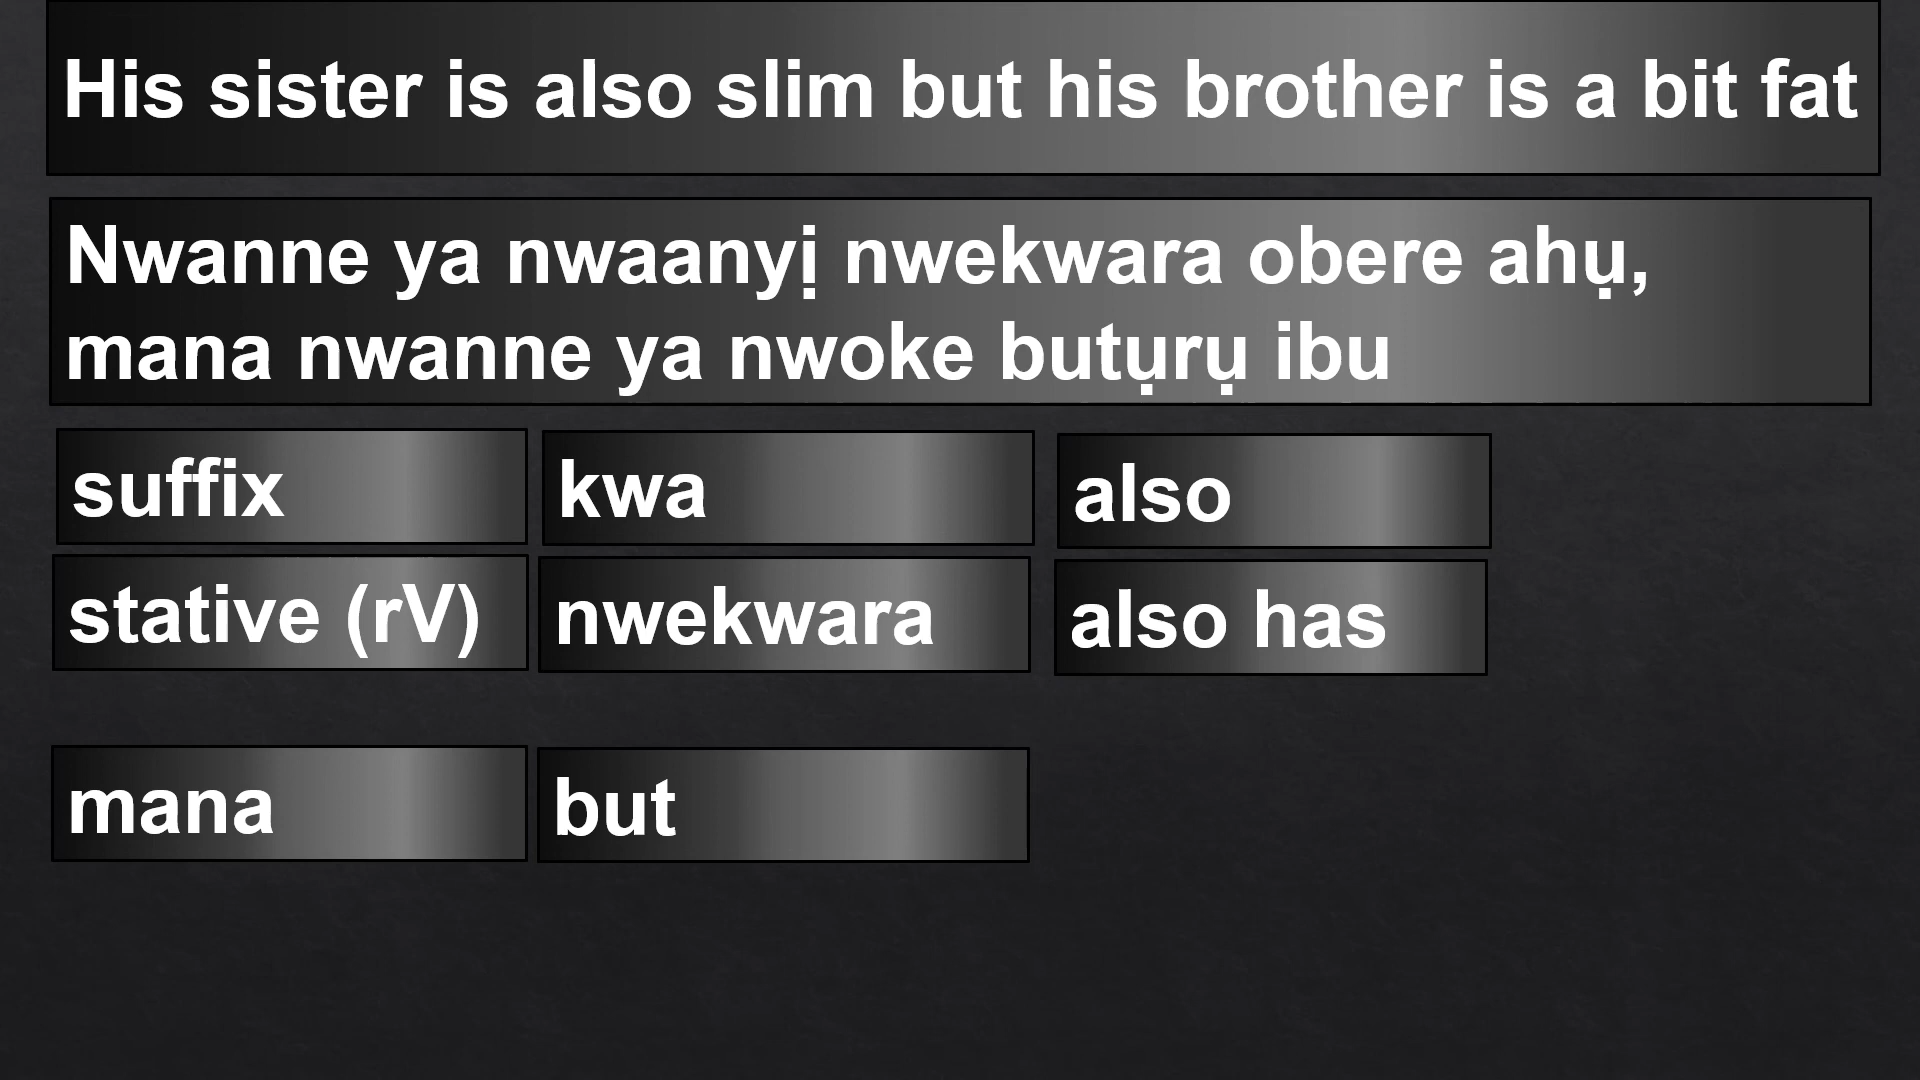 His sister is also slim but his brother is a bit fat
Nwanne ya nwaanyị nwekwara obere ahụ,
mana nwanne ya nwoke butụrụ ibu
suffix kwa also
stative (rV) nwekwara also has
mana but